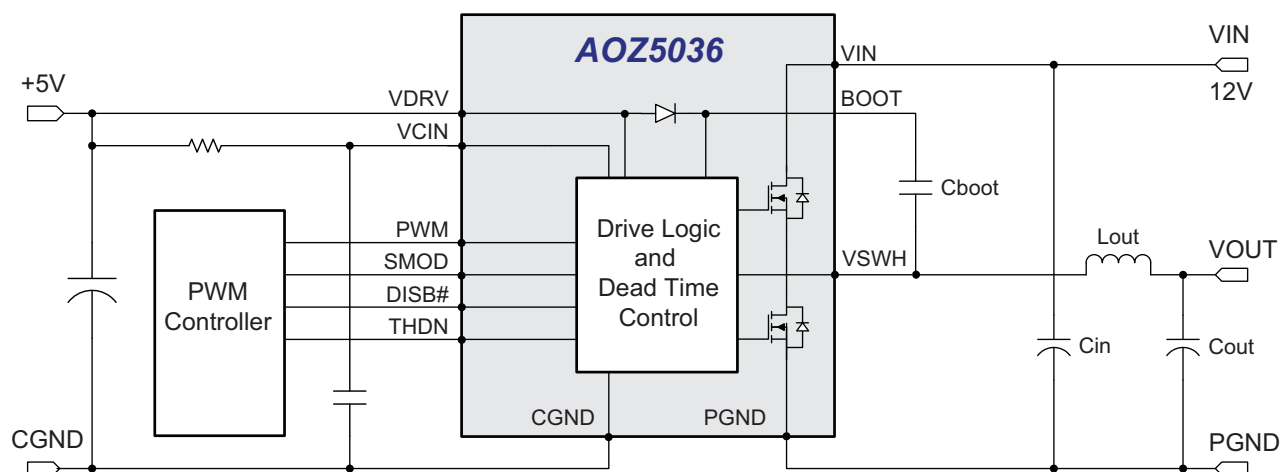 AOZ5036
VIN
12V
VIN
+5V
VDRV
BOOT
VCIN
Cboot
PWM
SMOD
DISB#
THDN
PWM
Controller
Drive Logic
and
Dead Time
Control
VSWH
Lout
VOUT
Cin
Cout
CGND
PGND
CGND
PGND